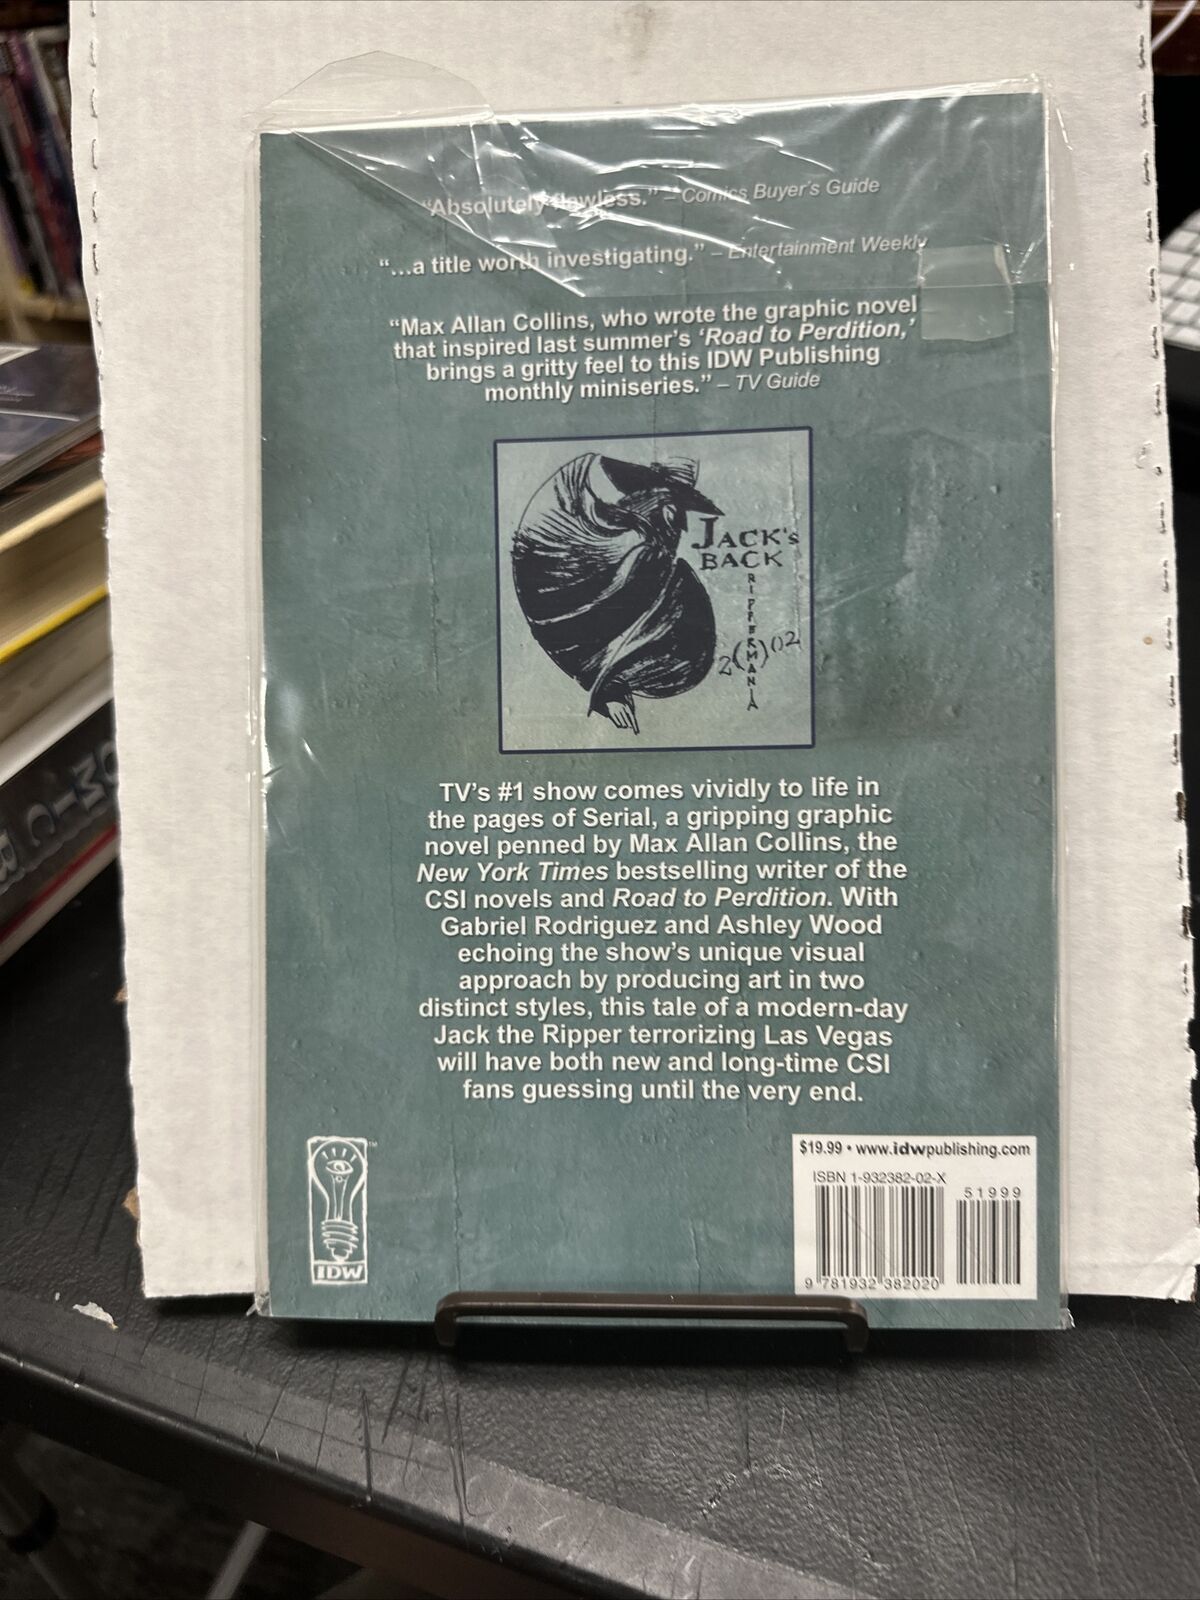 “Absolutely flawless.” – Comics Buyer's Guide
“...a title worth investigating.” – Entertainment Weekly
“Max Allan Collins, who wrote the graphic novel
that inspired last summer's ‘Road to Perdition,’
brings a gritty feel to this IDW Publishing
monthly miniseries.” – TV Guide
JACK's
BACK
RIPPERMANIA
2( )02
TV's #1 show comes vividly to life in
the pages of Serial, a gripping graphic
novel penned by Max Allan Collins, the
New York Times bestselling writer of the
CSI novels and Road to Perdition. With
Gabriel Rodriguez and Ashley Wood
echoing the show's unique visual
approach by producing art in two
distinct styles, this tale of a modern-day
Jack the Ripper terrorizing Las Vegas
will have both new and long-time CSI
fans guessing until the very end.
TM
IDW
$19.99 • www.idwpublishing.com
ISBN 1-932382-02-X
51999
9 781932 382020